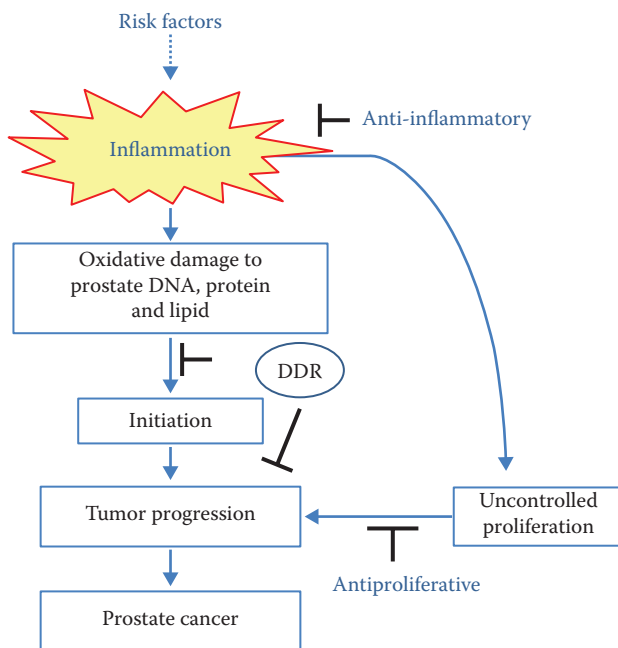 Risk factors
Anti-inflammatory
Inflammation
Oxidative damage to
prostate DNA, protein
and lipid
DDR
Initiation
Tumor progression
Uncontrolled
proliferation
Antiproliferative
Prostate cancer